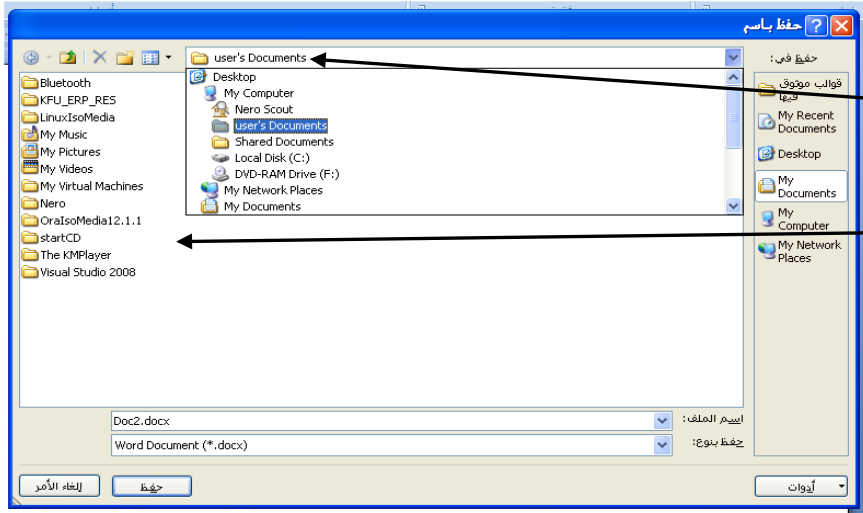 حفظ باسم
حفظ في:
user's Documents
Desktop
My Computer
Nero Scout
user's Documents
Shared Documents
Local Disk (C:)
DVD-RAM Drive (F:)
My Network Places
My Documents
قوالب موثوق
فيها
My Recent
Documents
Desktop
My
Documents
My
Computer
My Network
Places
Bluetooth
KFU_ERP_RES
LinuxIsoMedia
My Music
My Pictures
My Videos
My Virtual Machines
Nero
OraIsoMedia12.1.1
startCD
The KMPlayer
Visual Studio 2008
اسم الملف:
Doc2.docx
حفظ بنوع:
Word Document (*.docx)
أدوات
حفظ
إلغاء الأمر